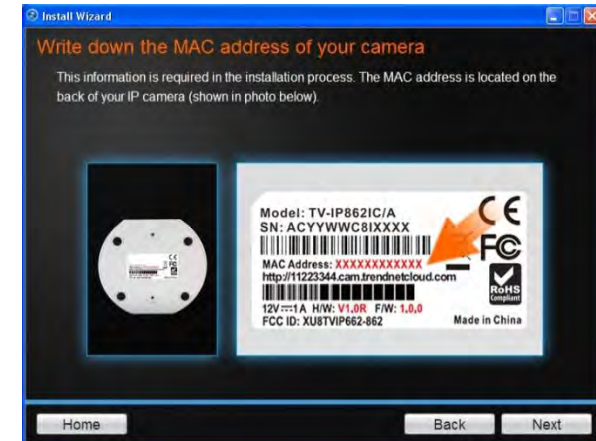 Install Wizard
Write down the MAC address of your camera
This information is required in the installation process. The MAC address is located on the
back of your IP camera (shown in photo below).
Model: TV-IP862IC/A
SN: ACYYWWC8IXXXX
MAC Address: XXXXXXXXXXXX
http://11223344.cam.trendnetcloud.com
12V⎓1A H/W: V1.0R F/W: 1.0.0
FCC ID: XU8TVIP662-862
CE
FC
RoHS
Compliant
Made in China
Home
Back
Next